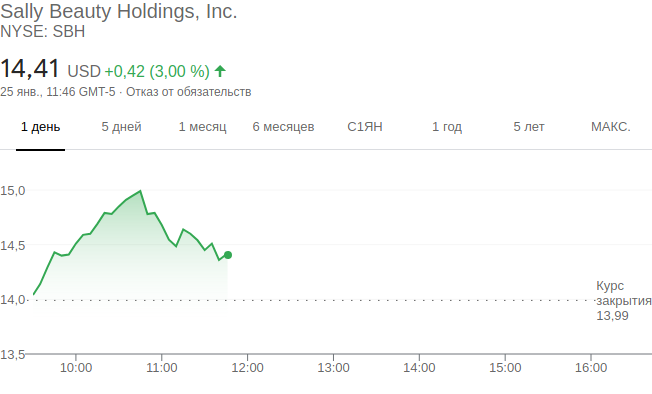 Sally Beauty Holdings, Inc.
NYSE: SBH
14,41 USD +0,42 (3,00 %)
25 янв., 11:46 GMT-5 · Отказ от обязательств
1 день 5 дней 1 месяц 6 месяцев С1ЯН 1 год 5 лет МАКС.
15,0
14,5
14,0
13,5
Курс
закрытия
13,99
10:00 11:00 12:00 13:00 14:00 15:00 16:00